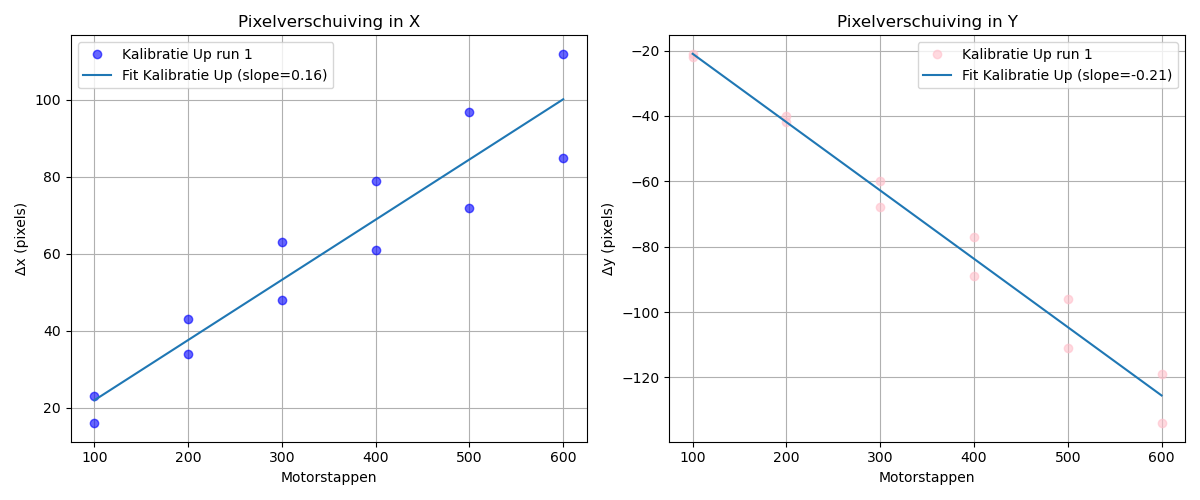 Pixelverschuiving in X
Kalibratie Up run 1
Fit Kalibratie Up (slope=0.16)
Δx (pixels)
100
80
60
40
20
100 200 300 400 500 600
Motorstappen
Pixelverschuiving in Y
Kalibratie Up run 1
Fit Kalibratie Up (slope=-0.21)
Δy (pixels)
−20
−40
−60
−80
−100
−120
100 200 300 400 500 600
Motorstappen